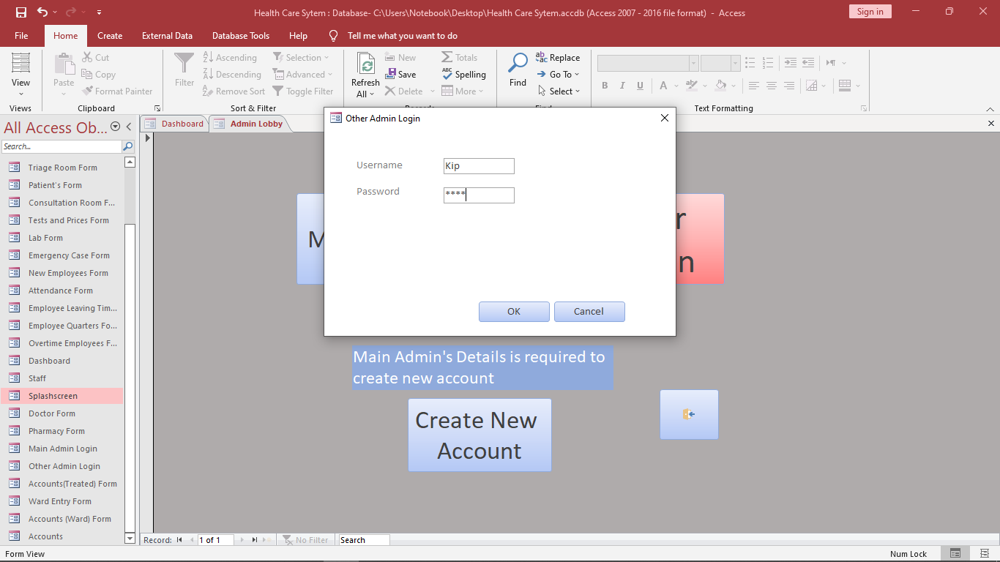 Health Care Sytem : Database- C:\Users\Notebook\Desktop\Health Care Sytem.accdb (Access 2007 - 2016 file format) - Access
Sign in
File Home Create External Data Database Tools Help Tell me what you want to do
View
Views
Paste
Cut
Copy
Format Painter
Clipboard
Filter
Ascending
Descending
Remove Sort
Selection
Advanced
Toggle Filter
Sort & Filter
Refresh
All
New
Save
Delete
Totals
Spelling
More
Find
Replace
Go To
Select
B I U
A
Text Formatting
All Access Ob...
Search...
Triage Room Form
Patient's Form
Consultation Room F...
Tests and Prices Form
Lab Form
Emergency Case Form
New Employees Form
Attendance Form
Employee Leaving Tim...
Employee Quarters Fo...
Overtime Employees F...
Dashboard
Staff
Splashscreen
Doctor Form
Pharmacy Form
Main Admin Login
Other Admin Login
Accounts(Treated) Form
Ward Entry Form
Accounts (Ward) Form
Accounts
Dashboard
Admin Lobby
Other Admin Login
Username Kip
Password ****
OK Cancel
M
r
n
Main Admin's Details is required to
create new account
Create New
Account
Record: 1 of 1 No Filter Search
Form View
Num Lock